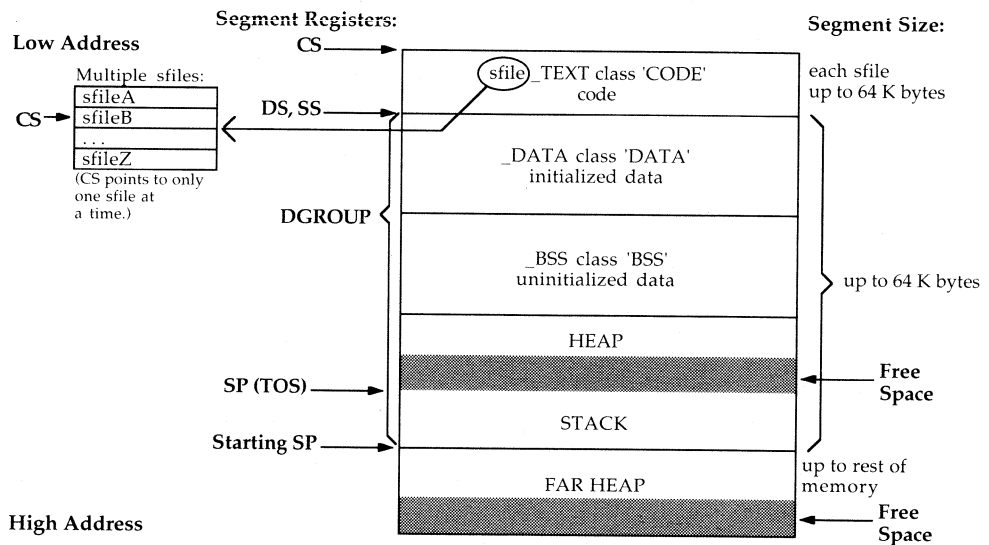 Segment Registers:
Segment Size:
Low Address
CS
Multiple sfiles:
sfileA
sfileB
. . .
sfileZ
CS
(CS points to only
one sfile at
a time.)
sfile _TEXT class 'CODE'
code
each sfile
up to 64 K bytes
DS, SS
_DATA class 'DATA'
initialized data
DGROUP
_BSS class 'BSS'
uninitialized data
up to 64 K bytes
HEAP
Free
Space
SP (TOS)
STACK
Starting SP
FAR HEAP
up to rest of
memory
High Address
Free
Space